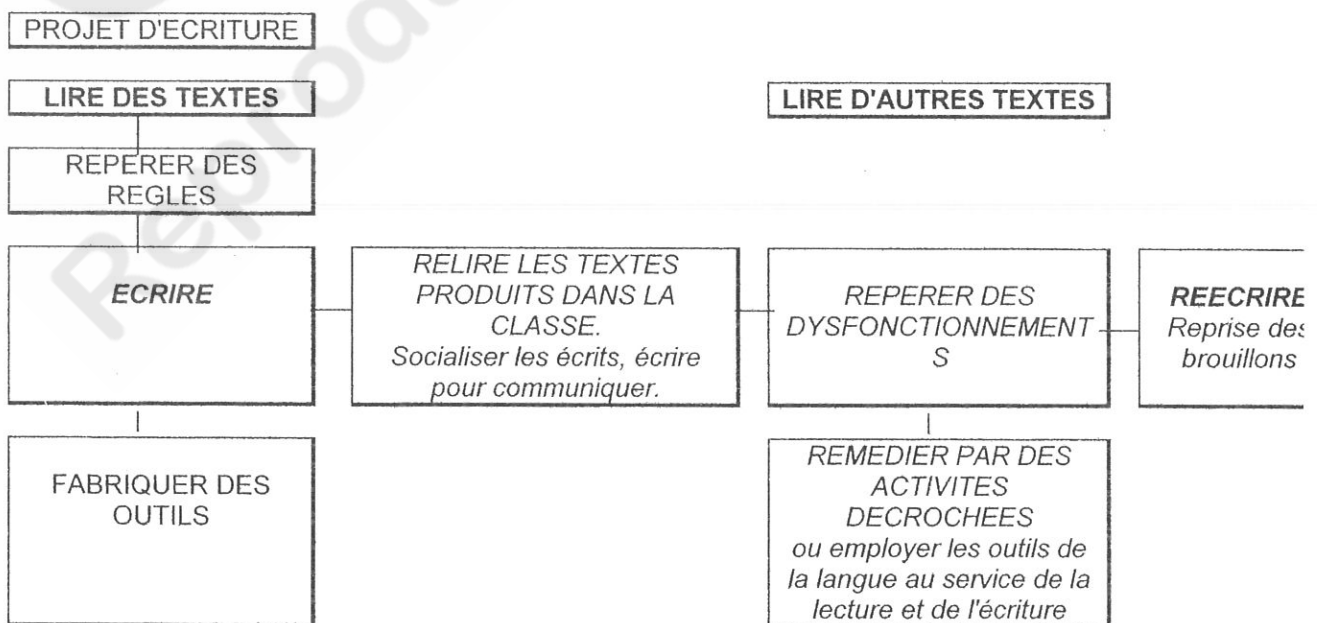 PROJET D'ECRITURE
LIRE DES TEXTES
LIRE D'AUTRES TEXTES
REPERER DES
REGLES
ECRIRE
RELIRE LES TEXTES
PRODUITS DANS LA
CLASSE.
Socialiser les écrits, écrire
pour communiquer.
REPERER DES
DYSFONCTIONNEMENT
S
REECRIRE
Reprise des
brouillons
FABRIQUER DES
OUTILS
REMEDIER PAR DES
ACTIVITES
DECROCHEES
ou employer les outils de
la langue au service de la
lecture et de l'écriture